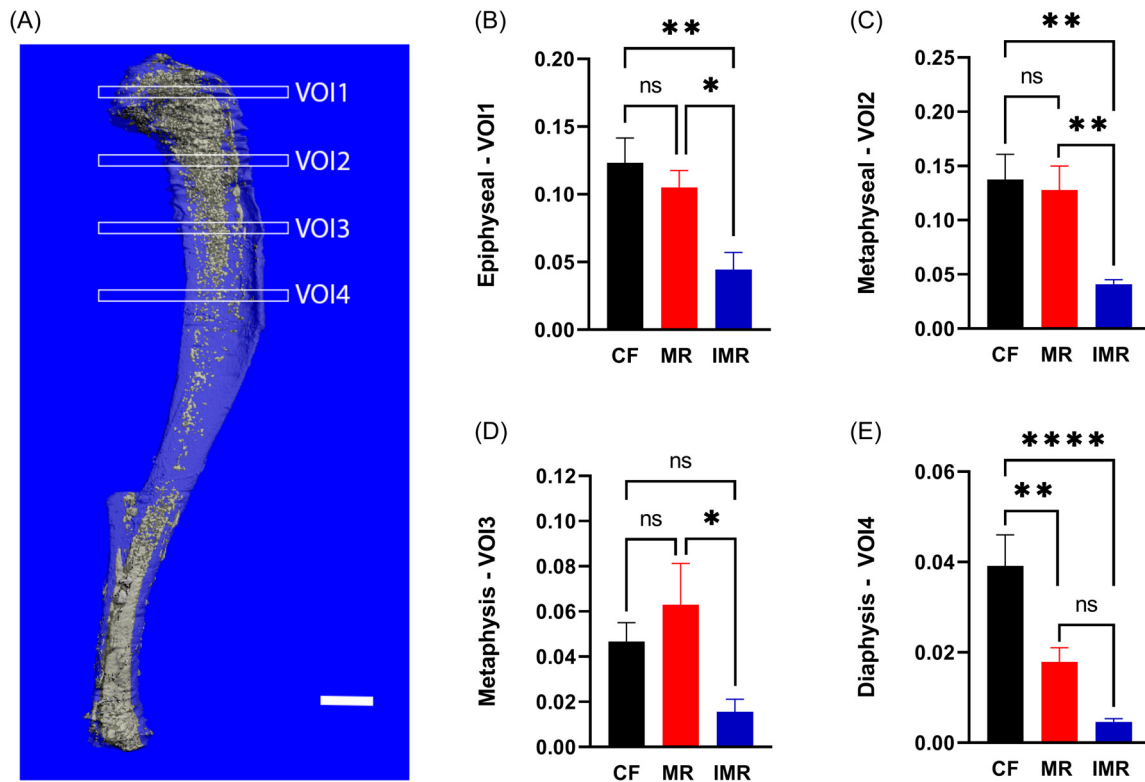 (A)
VOI1
VOI2
VOI3
VOI4
(B)
Epiphyseal - VOI1
0.20
0.15
0.10
0.05
0.00
**
ns
*
CF MR IMR
(C)
Metaphyseal - VOI2
0.25
0.20
0.15
0.10
0.05
0.00
**
ns
**
CF MR IMR
(D)
Metaphysis - VOI3
0.12
0.10
0.08
0.06
0.04
0.02
0.00
ns
ns
*
CF MR IMR
(E)
Diaphysis - VOI4
0.06
0.04
0.02
0.00
****
**
ns
CF MR IMR